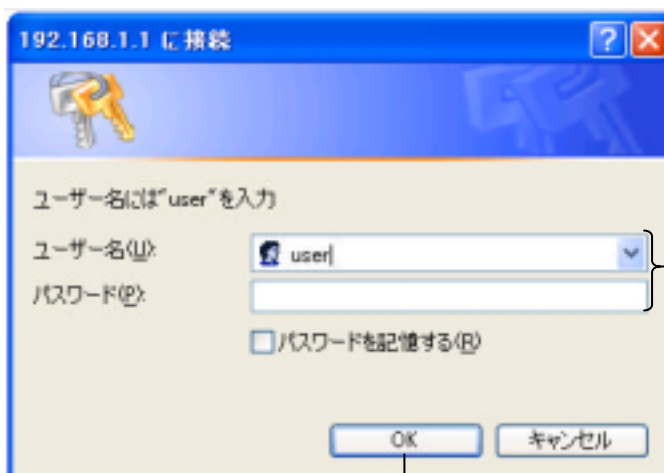 192.168.1.1 に接続
ユーザー名には"user"を入力
ユーザー名(U):
user
パスワード(P):
パスワードを記憶する(R)
OK
キャンセル